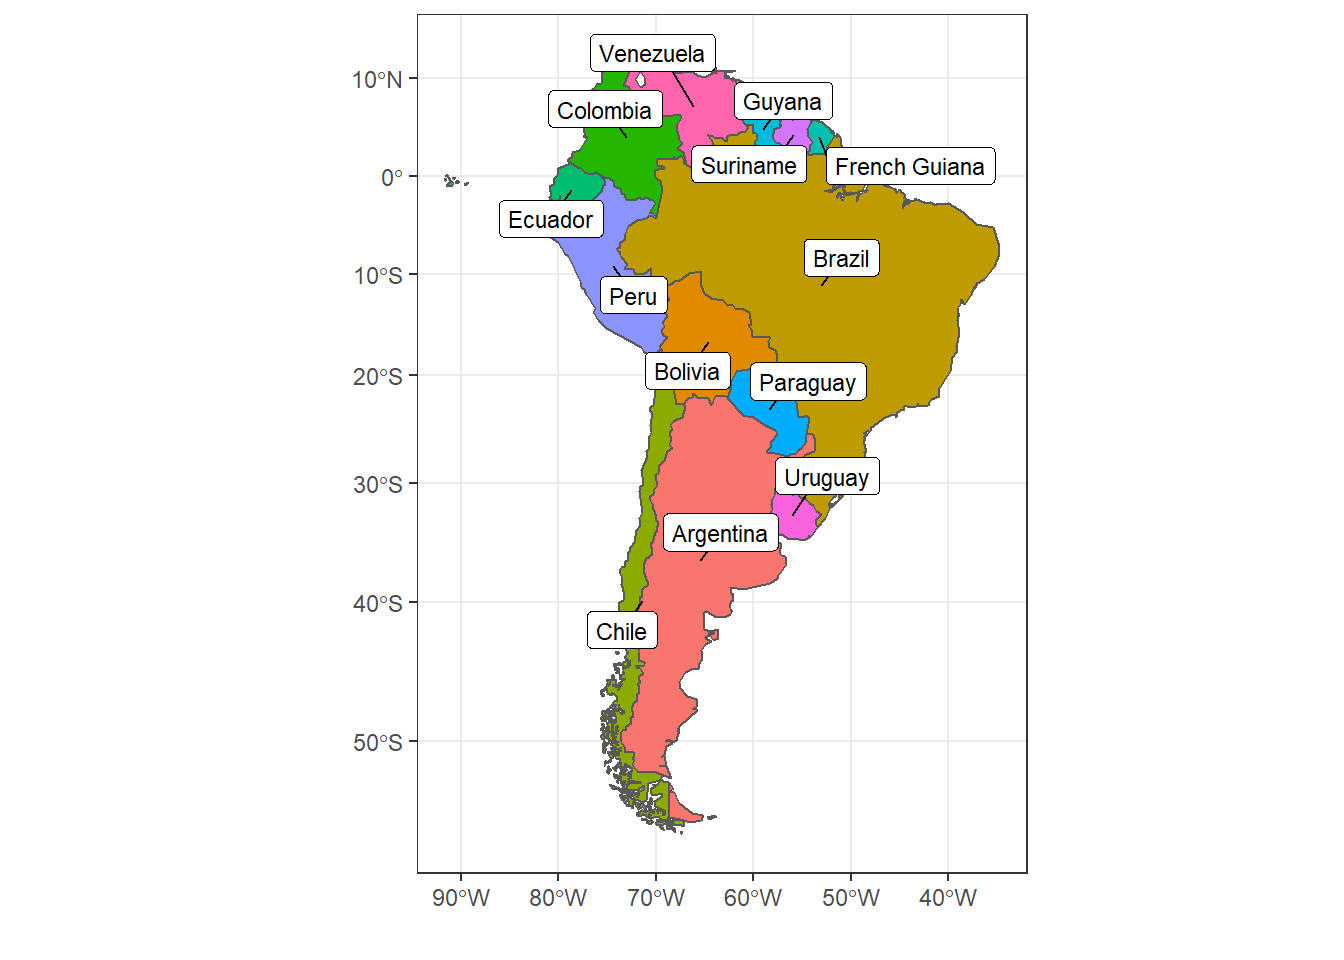 Venezuela
10°N
Guyana
Colombia
Suriname
French Guiana
0°
Ecuador
Brazil
10°S
Peru
Bolivia
20°S
Paraguay
Uruguay
30°S
Argentina
40°S
Chile
50°S
90°W 80°W 70°W 60°W 50°W 40°W